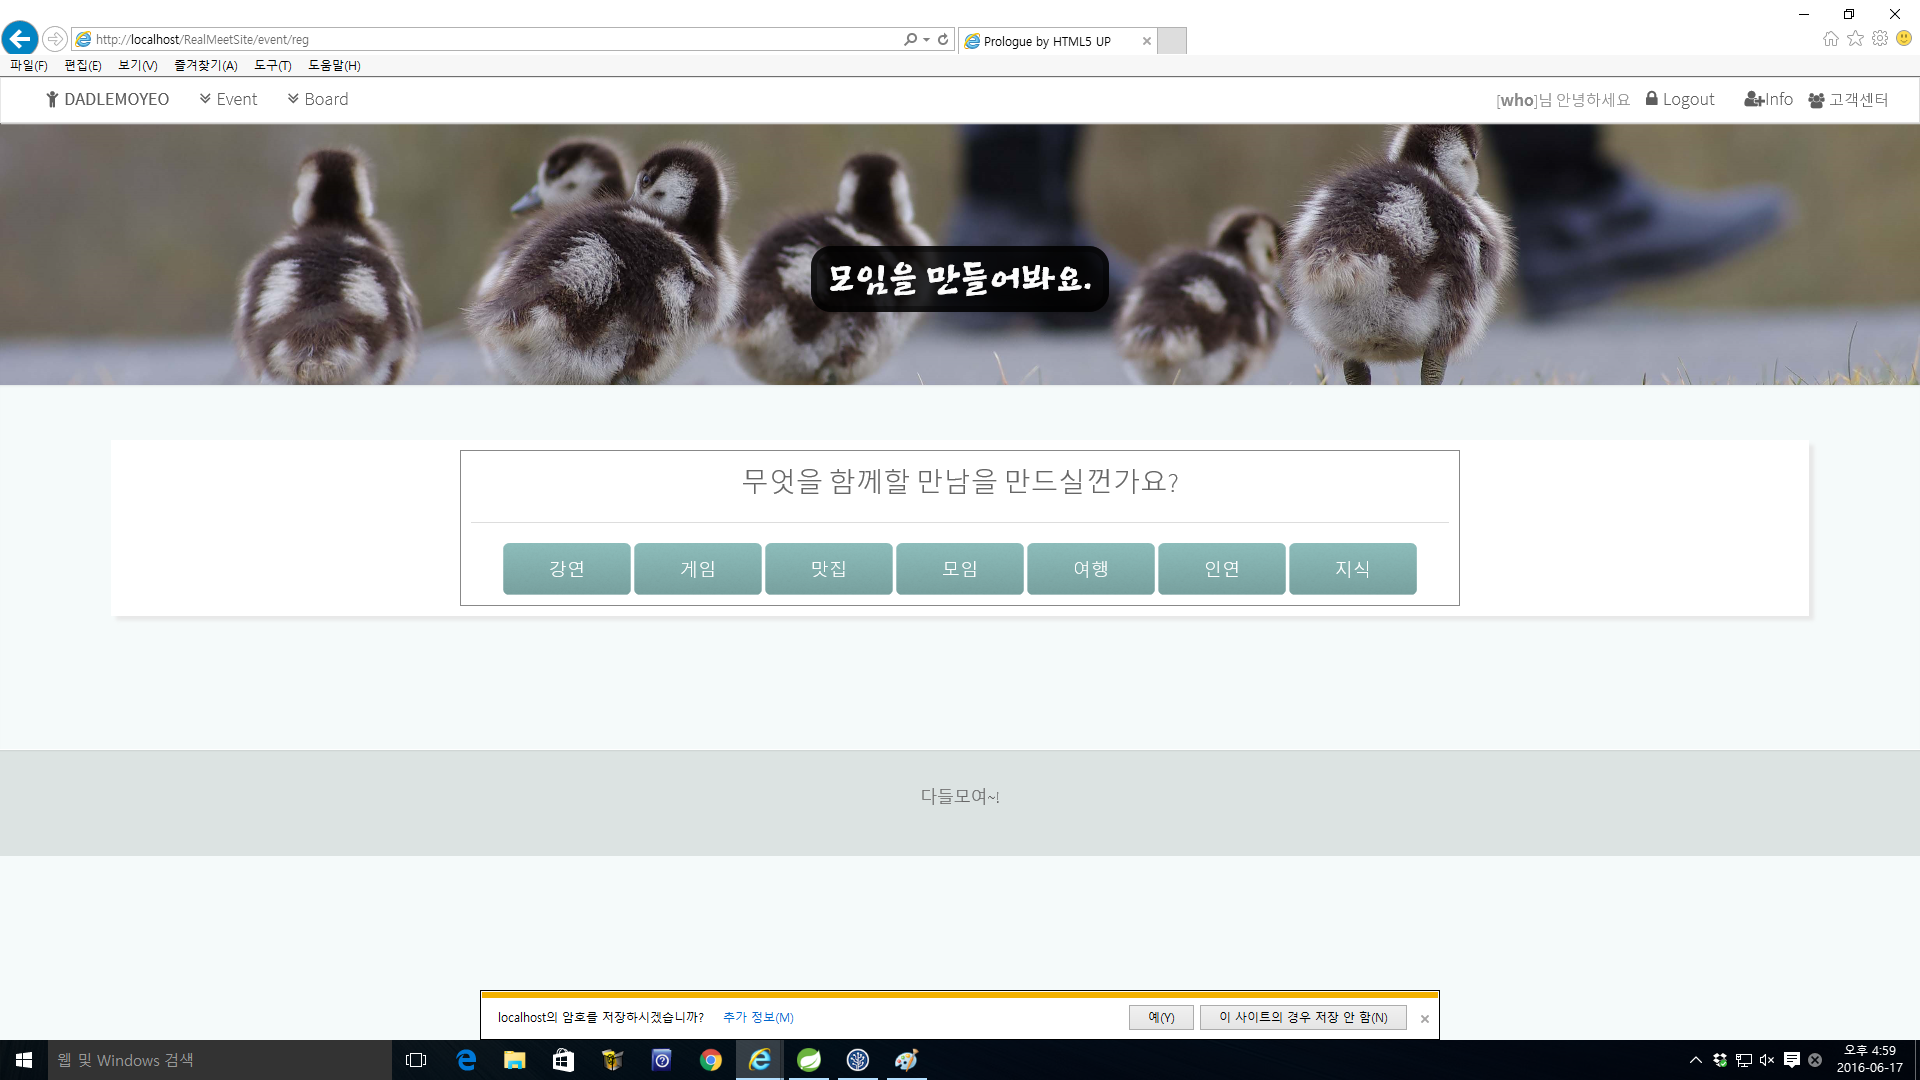 http://localhost/RealMeetSite/event/reg
Prologue by HTML5 UP
파일(F) 편집(E) 보기(V) 즐겨찾기(A) 도구(T) 도움말(H)
DADLEMOYEO Event Board [who]님 안녕하세요 Logout Info 고객센터
모임을 만들어봐요.
무엇을 함께할 만남을 만드실껀가요?
강연 게임 맛집 모임 여행 인연 지식
다들모여~!
localhost의 암호를 저장하시겠습니까? 추가 정보(M) 예(Y) 이 사이트의 경우 저장 안 함(N)
웹 및 Windows 검색
오후 4:59
2016-06-17